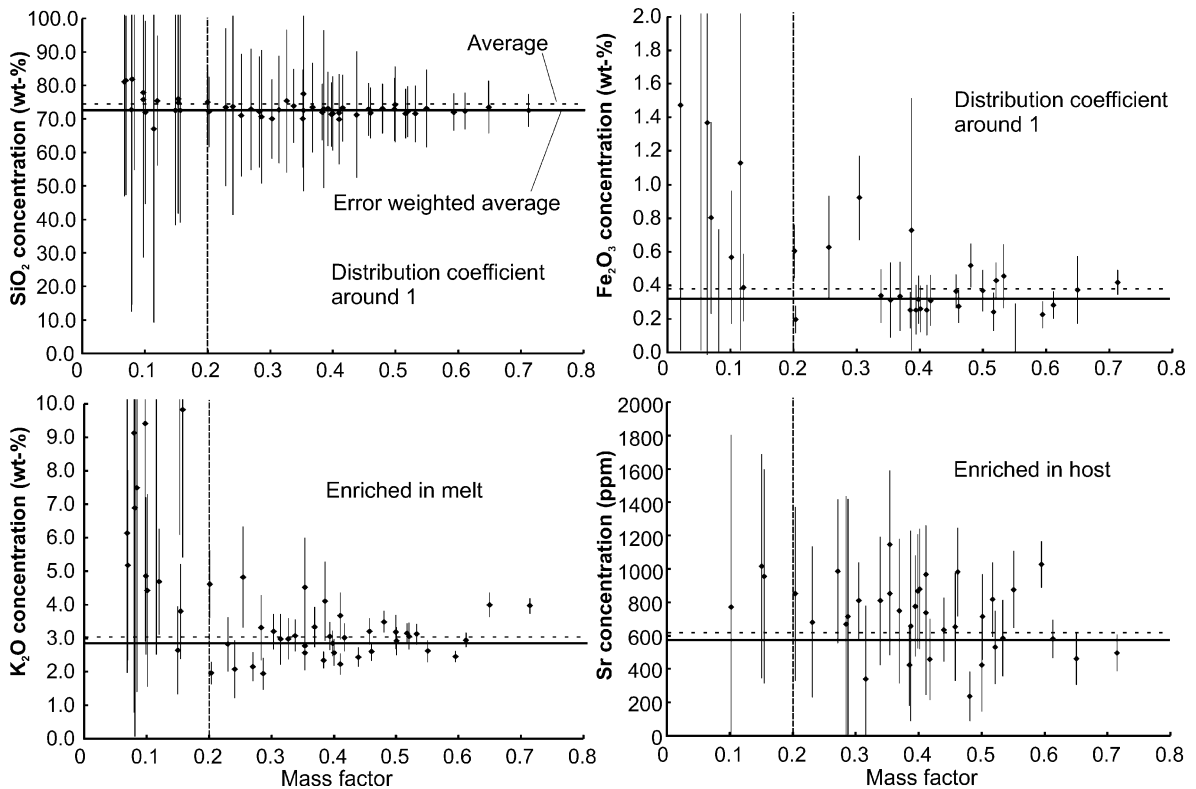 SiO2 concentration (wt-%)
100.0
90.0
80.0
70.0
60.0
50.0
40.0
30.0
20.0
10.0
0.0
Average
Error weighted average
Distribution coefficient
around 1
0 0.1 0.2 0.3 0.4 0.5 0.6 0.7 0.8
Fe2O3 concentration (wt-%)
2.0
1.8
1.6
1.4
1.2
1.0
0.8
0.6
0.4
0.2
0.0
Distribution coefficient
around 1
0 0.1 0.2 0.3 0.4 0.5 0.6 0.7 0.8
K2O concentration (wt-%)
10.0
9.0
8.0
7.0
6.0
5.0
4.0
3.0
2.0
1.0
0.0
Enriched in melt
0 0.1 0.2 0.3 0.4 0.5 0.6 0.7 0.8
Mass factor
Sr concentration (ppm)
2000
1800
1600
1400
1200
1000
800
600
400
200
0
Enriched in host
0 0.1 0.2 0.3 0.4 0.5 0.6 0.7 0.8
Mass factor